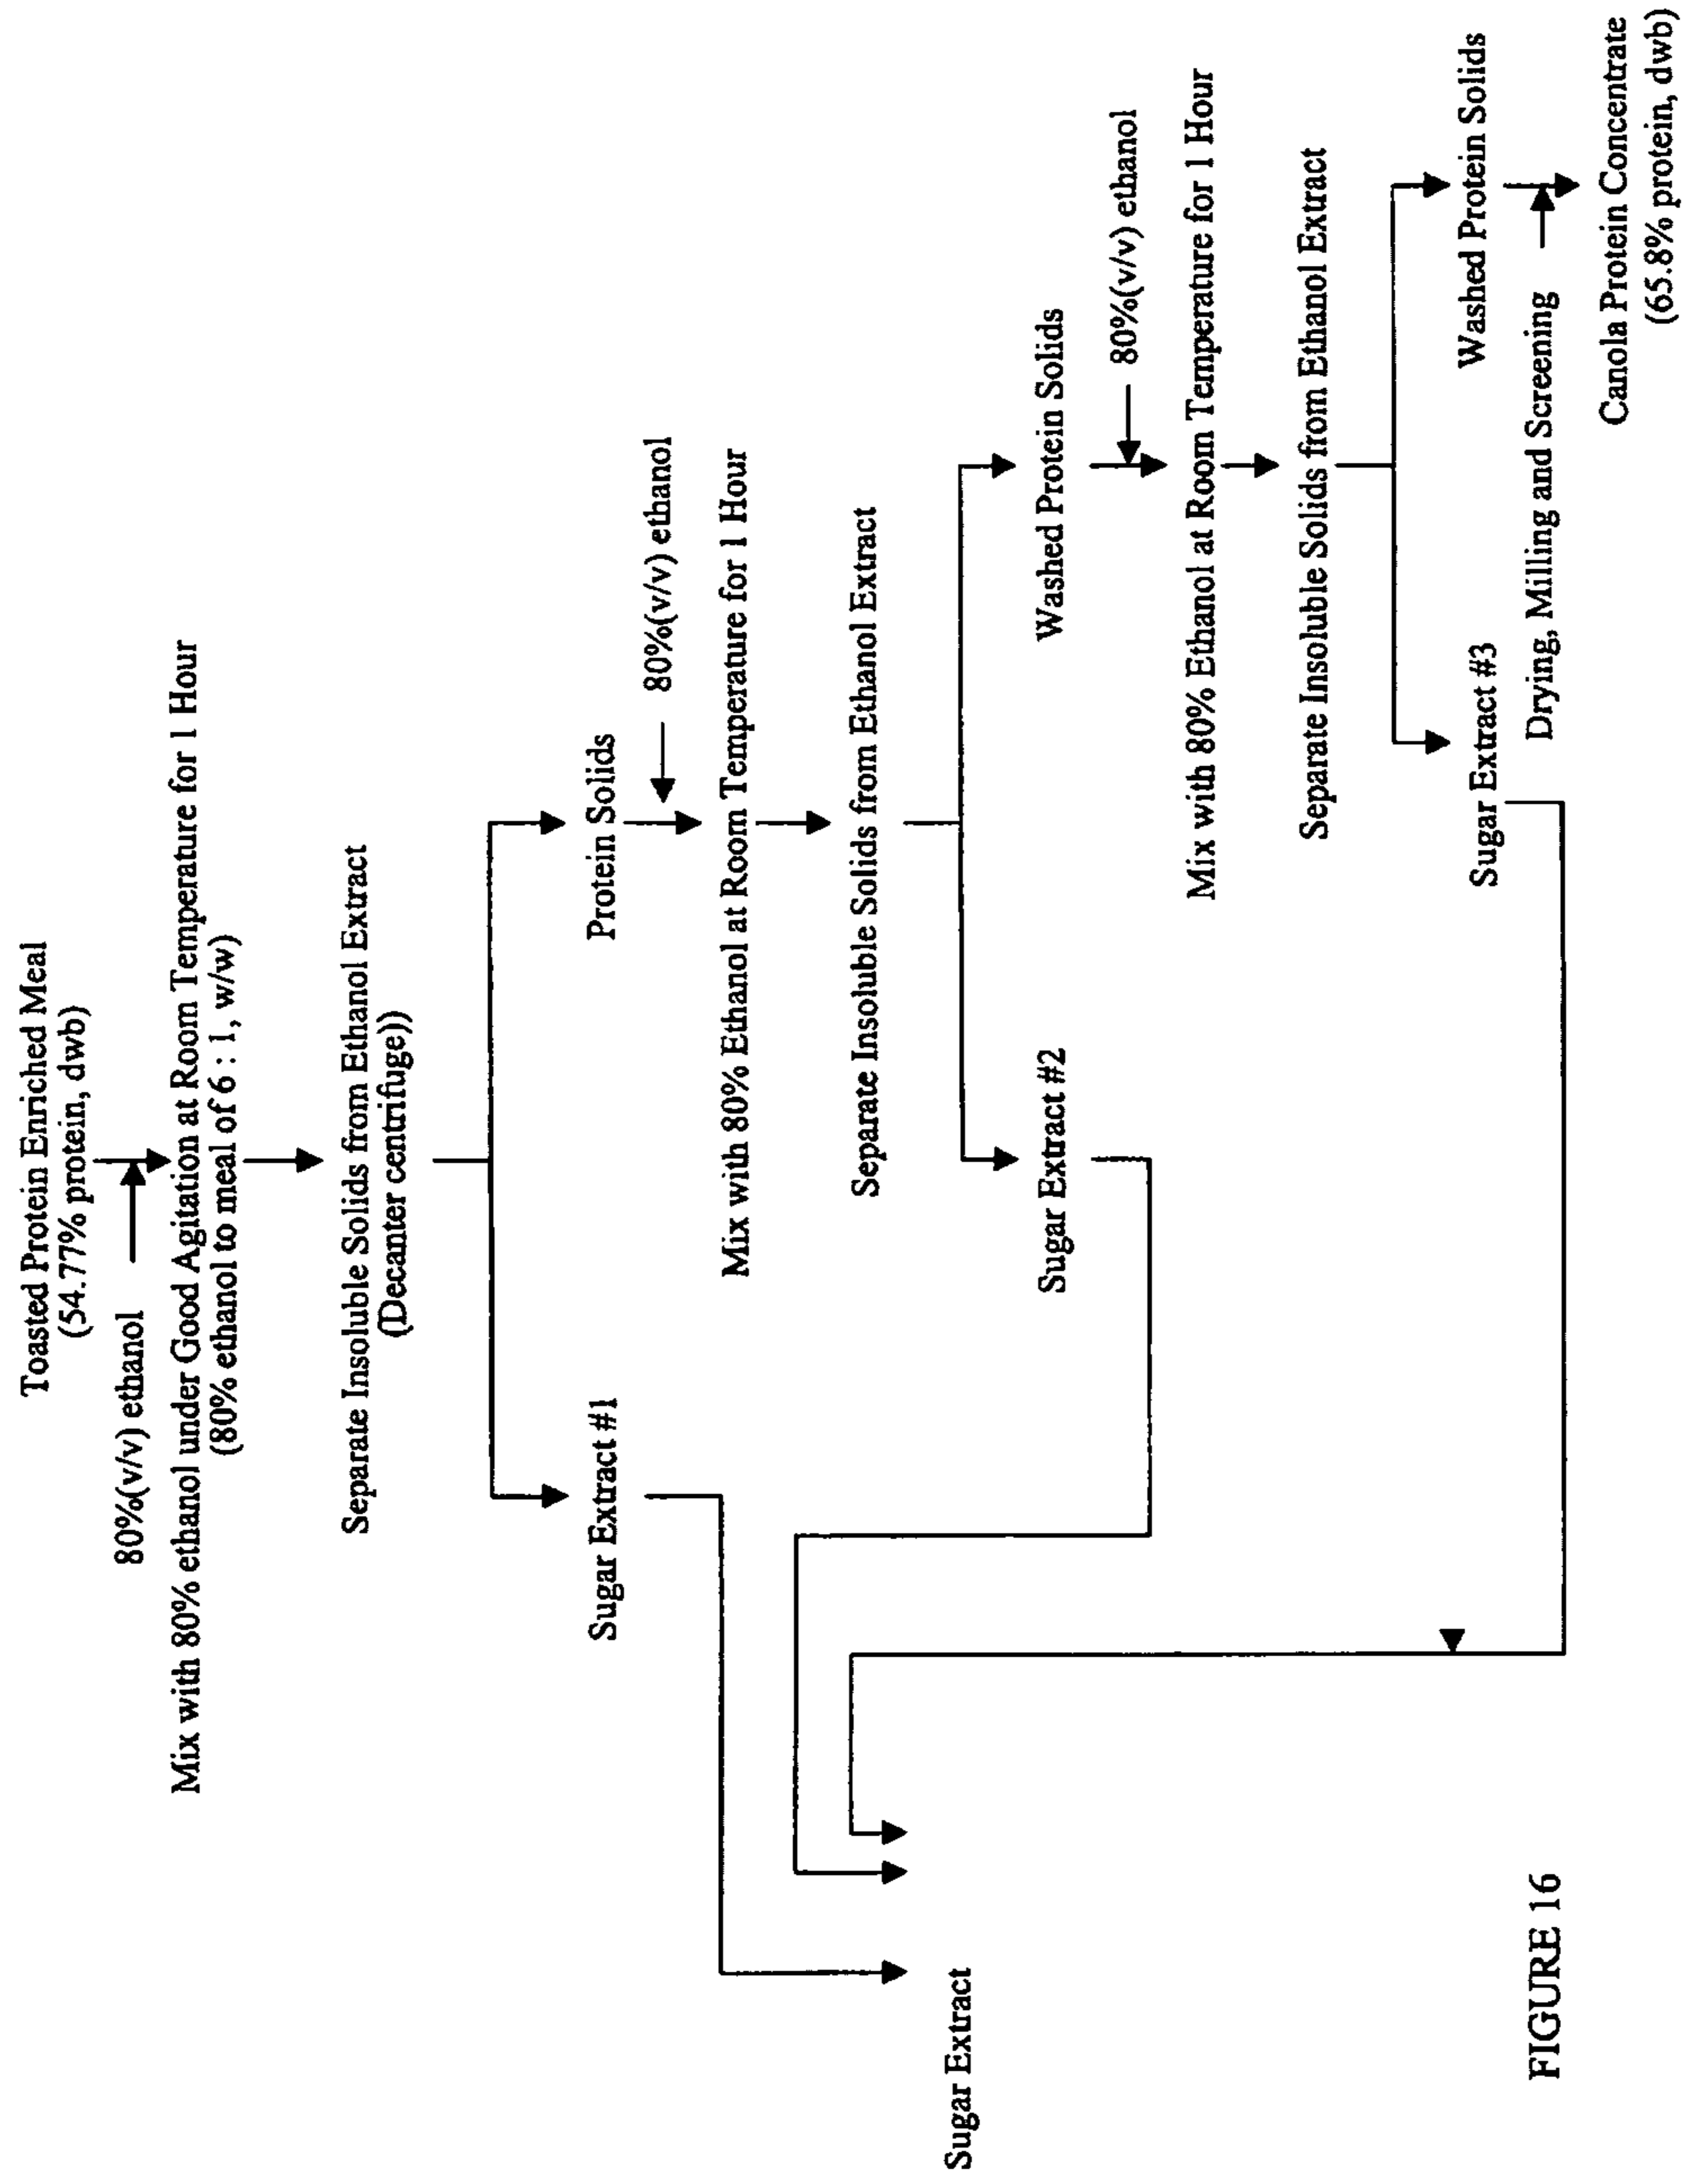 Toasted Protein Enriched Meal
(54.77% protein, dwb)
80%(v/v) ethanol
Mix with 80% ethanol under Good Agitation at Room Temperature for 1 Hour
(80% ethanol to meal of 6 : 1, w/w)
Separate Insoluble Solids from Ethanol Extract
(Decanter centrifuge))
Sugar Extract #1
Protein Solids
80%(v/v) ethanol
Mix with 80% Ethanol at Room Temperature for 1 Hour
Separate Insoluble Solids from Ethanol Extract
Sugar Extract
Sugar Extract #2
Washed Protein Solids
80%(v/v) ethanol
Mix with 80% Ethanol at Room Temperature for 1 Hour
Separate Insoluble Solids from Ethanol Extract
Sugar Extract #3
Washed Protein Solids
Drying, Milling and Screening
Canola Protein Concentrate
(65.8% protein, dwb)
FIGURE 16